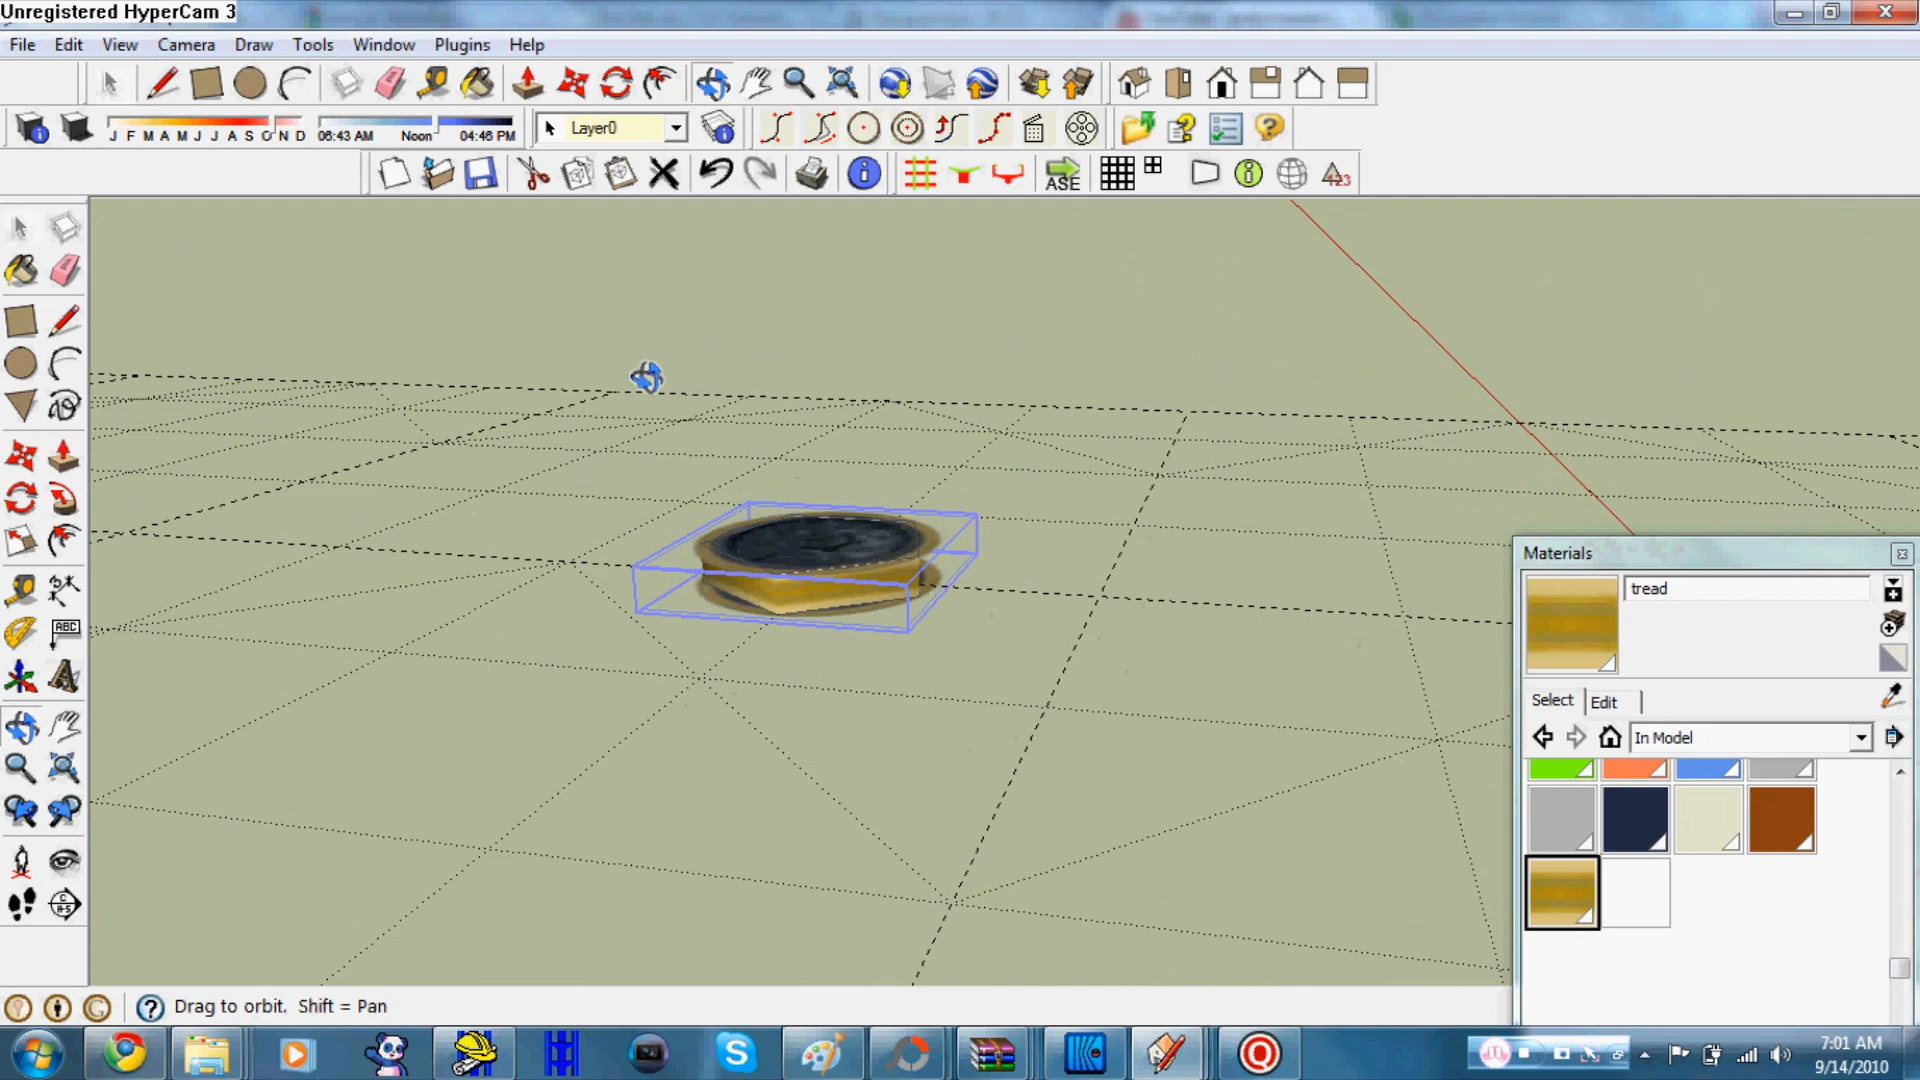 Unregistered HyperCam 3
File Edit View Camera Draw Tools Window Plugins Help
J F M A M J J A S O N D 06:43 AM Noon 04:46 PM Layer0
ASE 123
ABC
Materials
tread
Select Edit
In Model
Drag to orbit. Shift = Pan
7:01 AM
9/14/2010